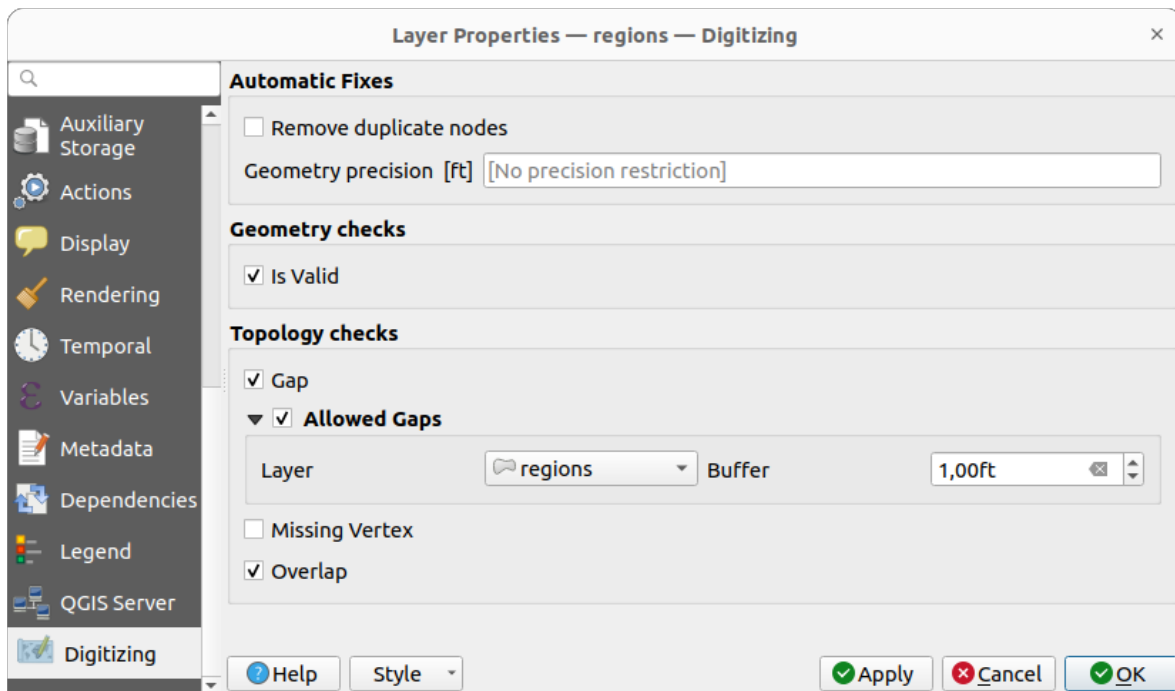 Layer Properties — regions — Digitizing
Auxiliary
Storage
Actions
Display
Rendering
Temporal
Variables
Metadata
Dependencies
Legend
QGIS Server
Digitizing
Automatic Fixes
Remove duplicate nodes
Geometry precision [ft] [No precision restriction]
Geometry checks
Is Valid
Topology checks
Gap
Allowed Gaps
Layer regions Buffer 1,00ft
Missing Vertex
Overlap
Help Style Apply Cancel OK